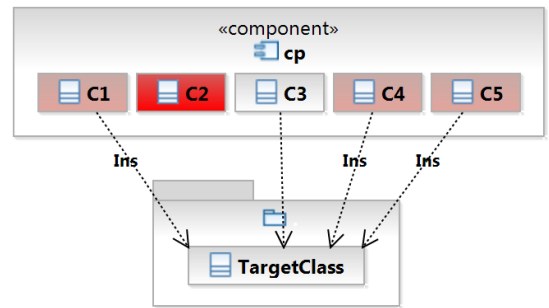 «component»
cp
C1 C2 C3 C4 C5
Ins Ins Ins
TargetClass